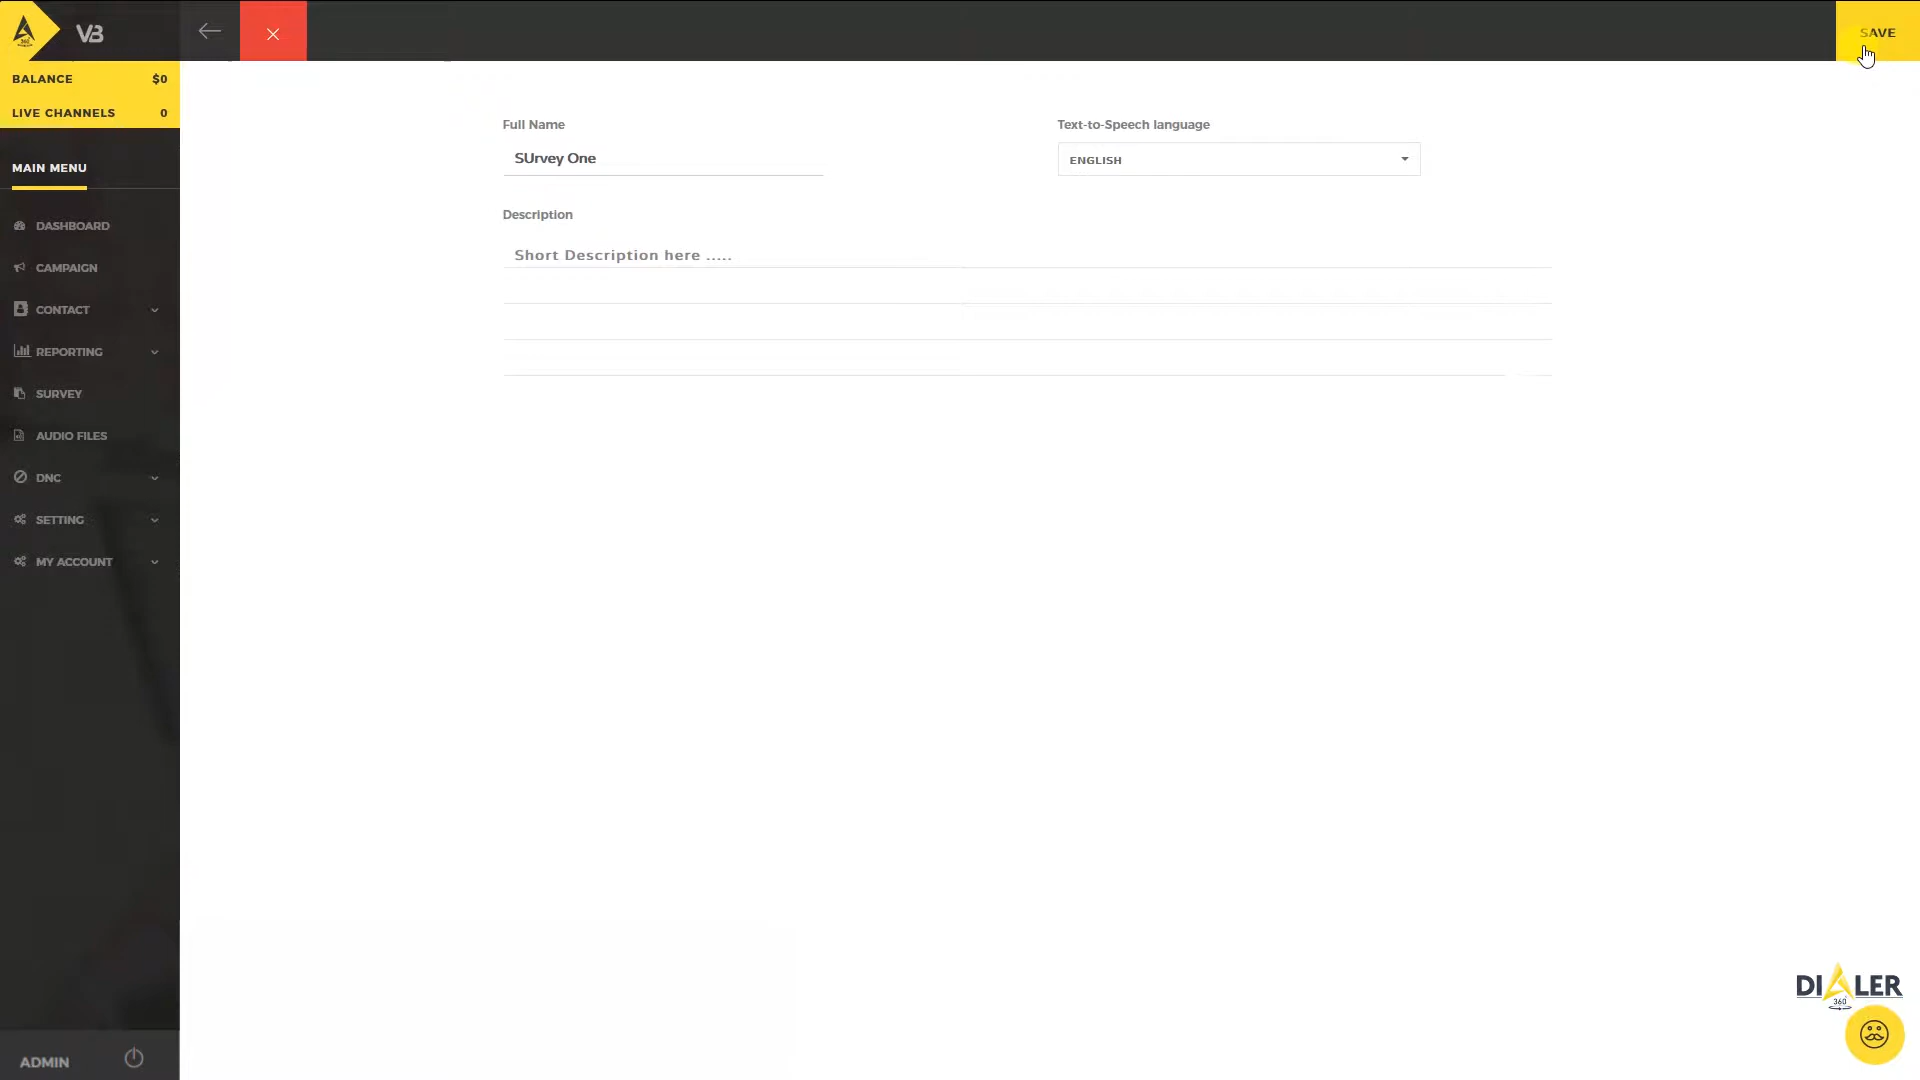 VB
SAVE
BALANCE $0
LIVE CHANNELS 0
MAIN MENU
DASHBOARD
CAMPAIGN
CONTACT
REPORTING
SURVEY
AUDIO FILES
DNC
SETTING
MY ACCOUNT
ADMIN
Full Name
SUrvey One
Text-to-Speech language
ENGLISH
Description
Short Description here .....
DIALER
360